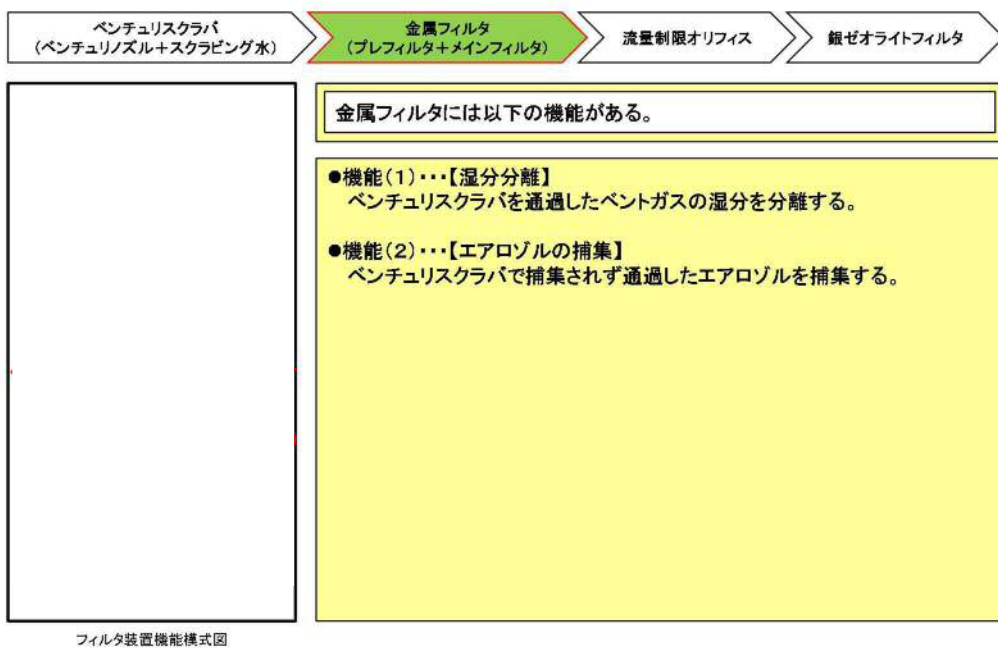 ベンチュリスクラバ
（ベンチュリノズル＋スクラビング水）
金属フィルタ
（プレフィルタ＋メインフィルタ）
流量制限オリフィス
銀ゼオライトフィルタ
金属フィルタには以下の機能がある。
●機能（１）・・・【湿分分離】
ベンチュリスクラバを通過したベントガスの湿分を分離する。
●機能（２）・・・【エアロゾルの捕集】
ベンチュリスクラバで捕集されず通過したエアロゾルを捕集する。
フィルタ装置機能模式図